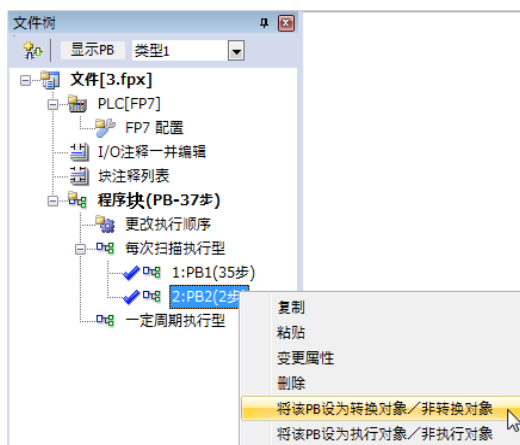 文件树
显示PB 类型1
文件[3.fpx]
PLC[FP7]
FP7 配置
I/O注释一并编辑
块注释列表
程序块(PB-37步)
更改执行顺序
每次扫描执行型
1:PB1(35步)
2:PB2(2步
一定周期执行型
复制
粘贴
变更属性
删除
将该PB设为转换对象／非转换对象
将该PB设为执行对象／非执行对象